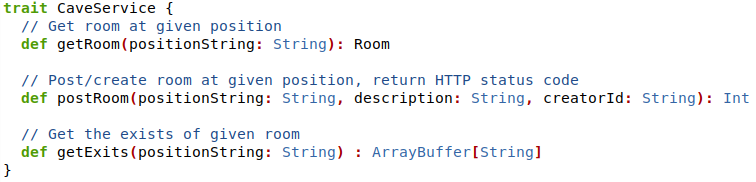 trait CaveService {
// Get room at given position
def getRoom(positionString: String): Room
// Post/create room at given position, return HTTP status code
def postRoom(positionString: String, description: String, creatorId: String): Int
// Get the exists of given room
def getExits(positionString: String) : ArrayBuffer[String]
}